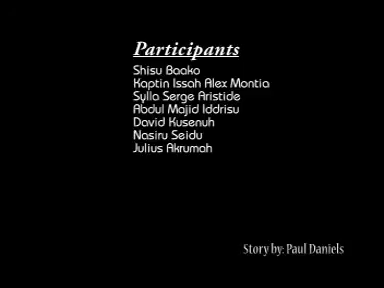 Participants
Shisu Baako
Kaptin Issah Alex Montia
Sylla Serge Aristide
Abdul Majid Iddrisu
David Kusenuh
Nasiru Seidu
Julius Akrumah
Story by: Paul Daniels